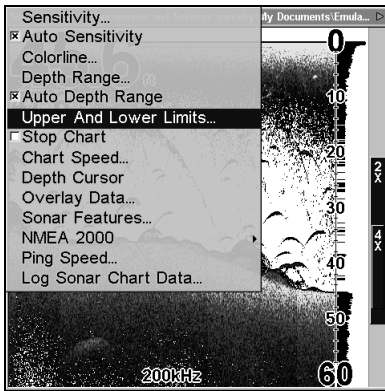 Sensitivity...
My Documents\Emula...
Auto Sensitivity
Colorline...
Depth Range...
Auto Depth Range
Upper And Lower Limits...
Stop Chart
Chart Speed...
Depth Cursor
Overlay Data...
Sonar Features...
NMEA 2000
Ping Speed...
Log Sonar Chart Data...
0
10
20
30
40
50
60
2X
4X
200kHz